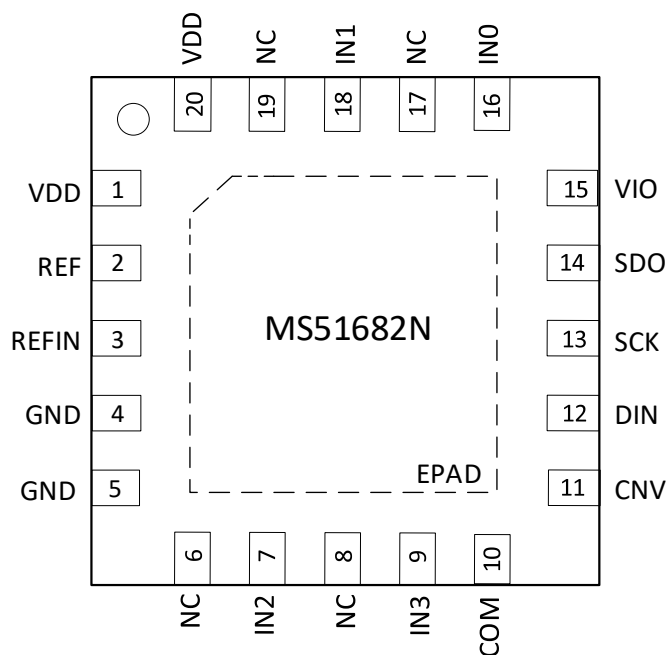 VDD NC IN1 NC IN0
20 19 18 17 16
VDD 1 15 VIO
REF 2 14 SDO
REFIN 3 MS51682N 13 SCK
GND 4 12 DIN
GND 5 EPAD 11 CNV
6 7 8 9 10
NC IN2 NC IN3 COM